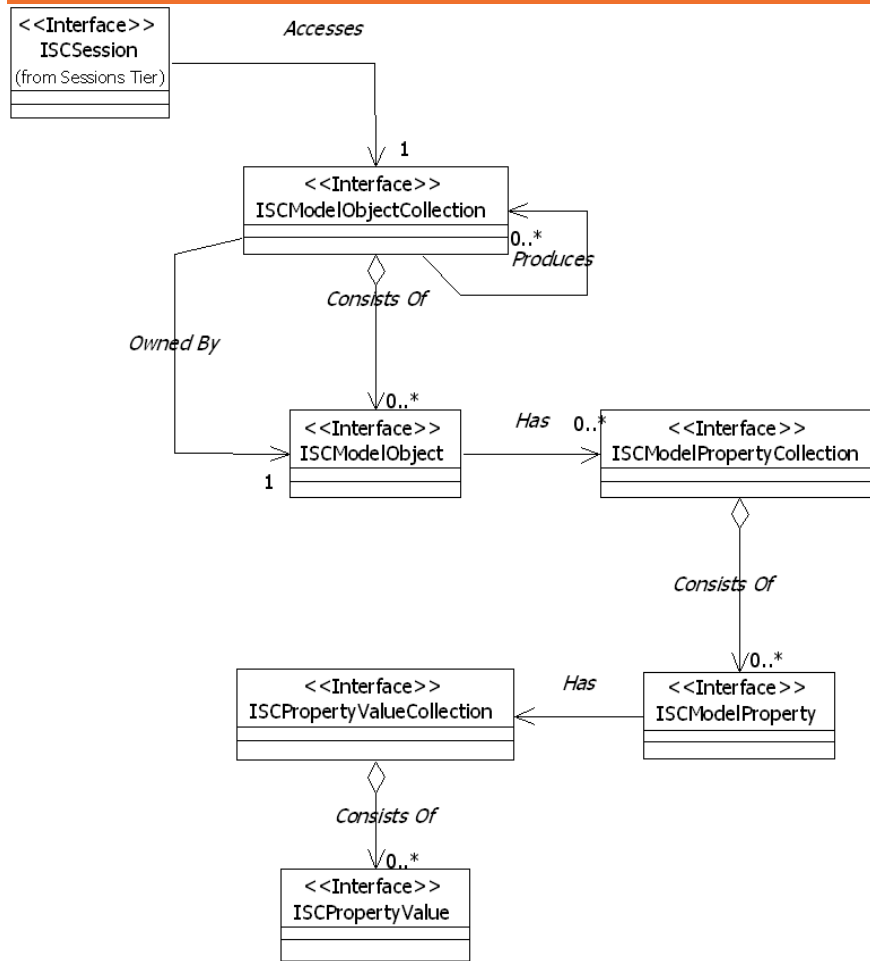 <<Interface>>
ISCSession
(from Sessions Tier)
Accesses
1
<<Interface>>
ISCModelObjectCollection
0..*
Produces
Consists Of
Owned By
0..*
<<Interface>>
ISCModelObject
1
Has
0..*
<<Interface>>
ISCModelPropertyCollection
Consists Of
0..*
<<Interface>>
ISCModelProperty
Has
<<Interface>>
ISCPropertyValueCollection
Consists Of
0..*
<<Interface>>
ISCPropertyValue